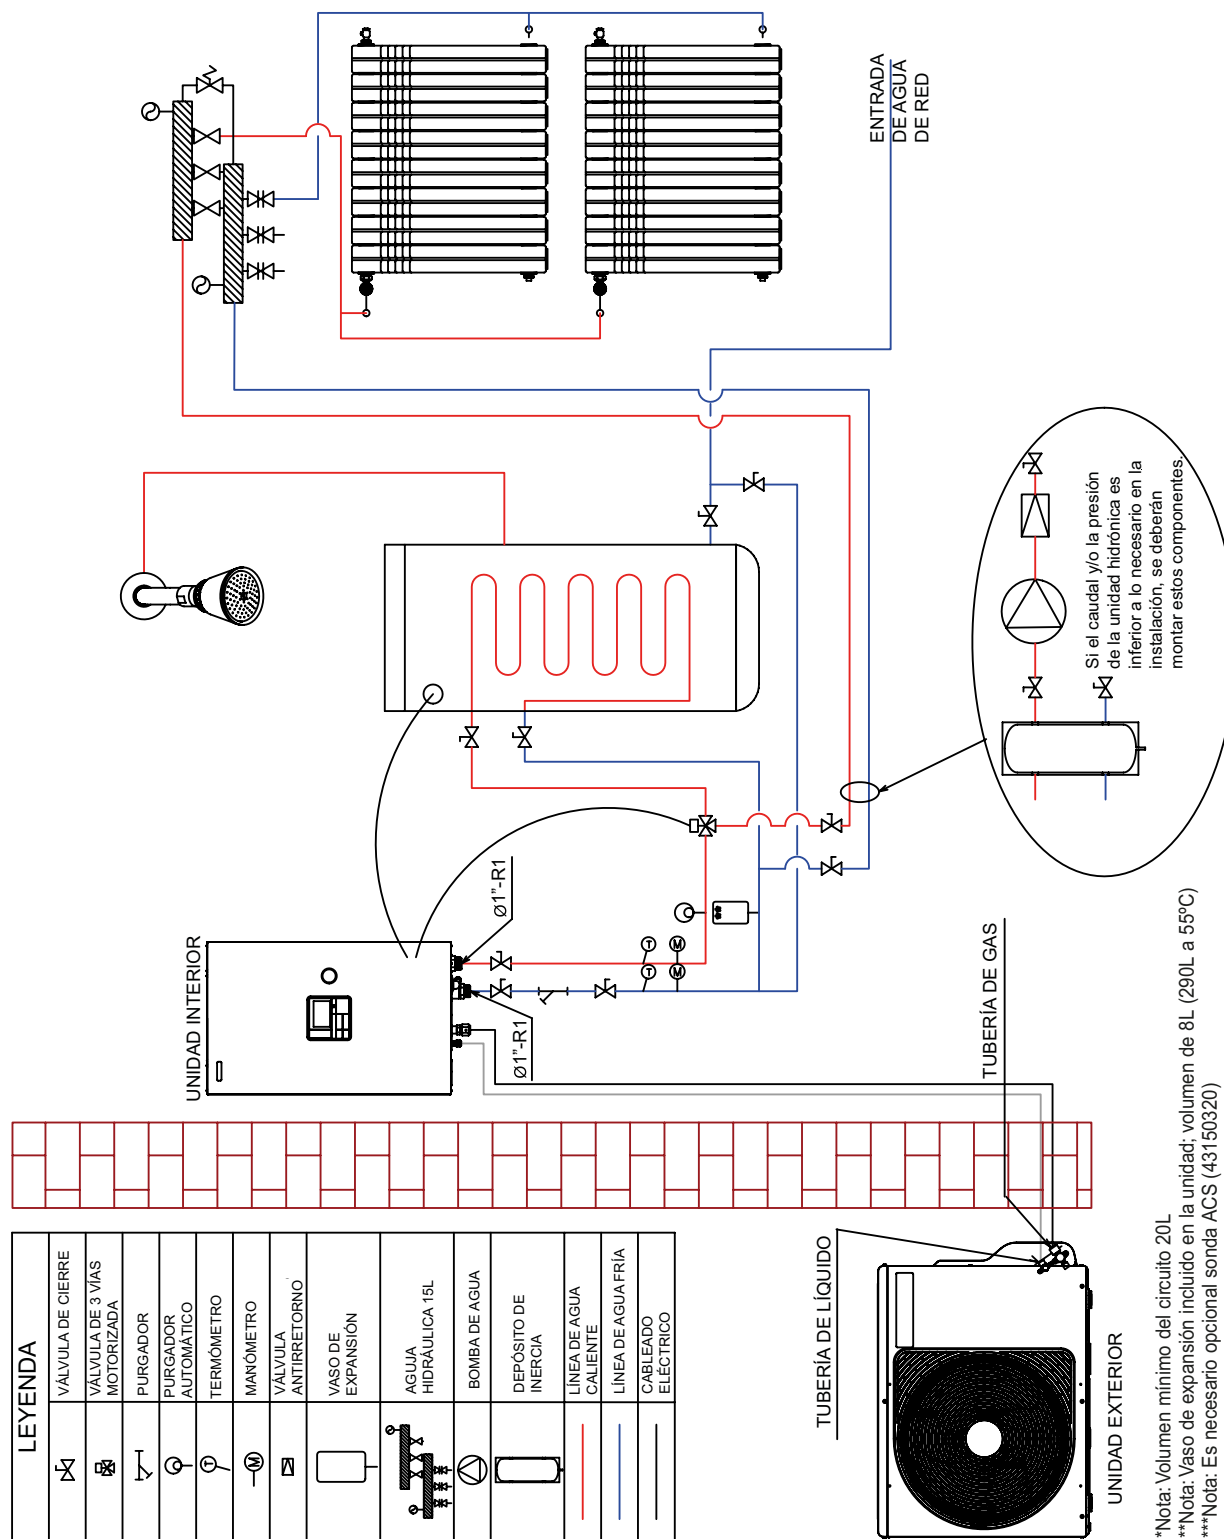 LEYENDA
VÁLVULA DE CIERRE
VÁLVULA DE 3 VÍAS
MOTORIZADA
PURGADOR
PURGADOR
AUTOMÁTICO
TERMÓMETRO
T
MANÓMETRO
M
VÁLVULA
ANTIRRETORNO
VASO DE
EXPANSIÓN
AGUJA
HIDRÁULICA 15L
BOMBA DE AGUA
DEPÓSITO DE
INERCIA
LÍNEA DE AGUA
CALIENTE
LÍNEA DE AGUA FRÍA
CABLEADO
ELÉCTRICO
UNIDAD INTERIOR
Ø1"-R1
Ø1"-R1
T
T
M
M
ENTRADA
DE AGUA
DE RED
Si el caudal y/o la presión
de la unidad hidrónica es
inferior a lo necesario en la
instalación, se deberán
montar estos componentes.
TUBERÍA DE LÍQUIDO
TUBERÍA DE GAS
UNIDAD EXTERIOR
*Nota: Volumen mínimo del circuito 20L
**Nota: Vaso de expansión incluido en la unidad; volumen de 8L (290L a 55ºC)
***Nota: Es necesario opcional sonda ACS (43150320)